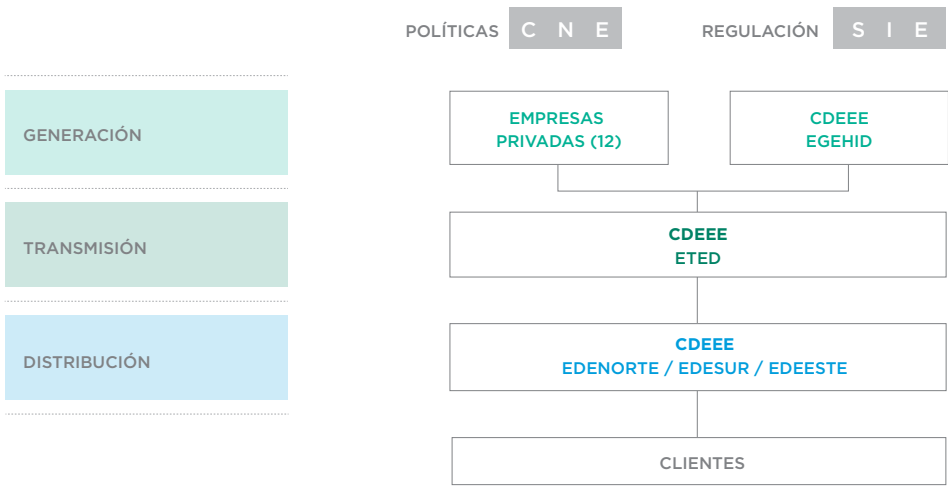 POLÍTICAS C N E
REGULACIÓN S I E
GENERACIÓN
EMPRESAS
PRIVADAS (12)
CDEEE
EGEHID
TRANSMISIÓN
CDEEE
ETED
DISTRIBUCIÓN
CDEEE
EDENORTE / EDESUR / EDEESTE
CLIENTES